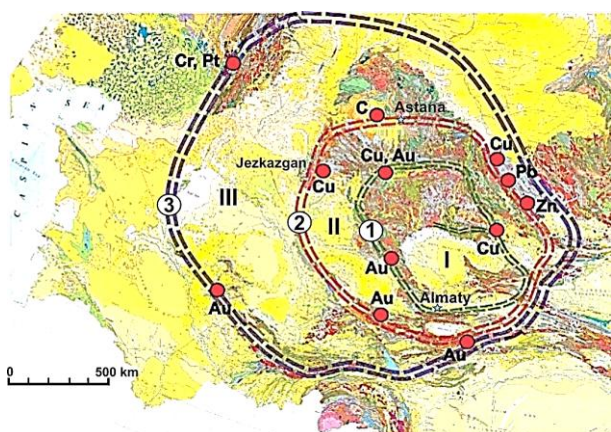 Cr, Pt
C
Astana
CASPIAN SEA
Jezkazgan
Cu
Cu, Au
Cu
Pb
Zn
III
3
2
II
1
I
Cu
Au
Almaty
Au
Au
Au
0 500 km